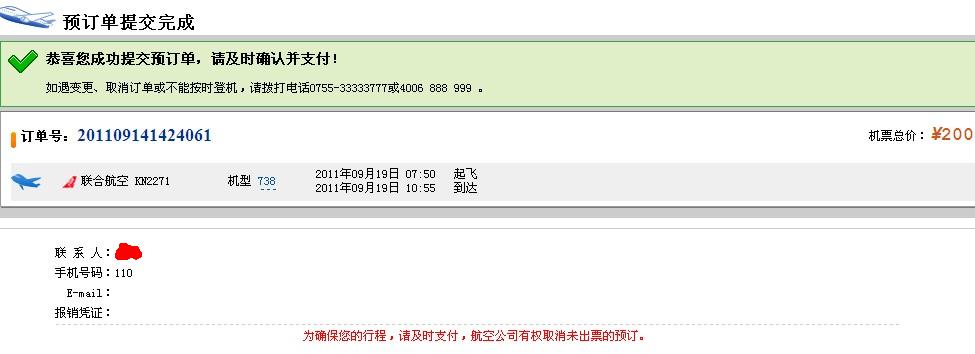 预订单提交完成
恭喜您成功提交预订单，请及时确认并支付！
如遇变更、取消订单或不能按时登机，请拨打电话0755-33333777或4006 888 999 。
订单号：201109141424061
机票总价：¥200
联合航空 KN2271 机型 738 2011年09月19日 07:50 起飞
2011年09月19日 10:55 到达
联 系 人：
手机号码：110
E-mail：
报销凭证：
为确保您的行程，请及时支付，航空公司有权取消未出票的预订。